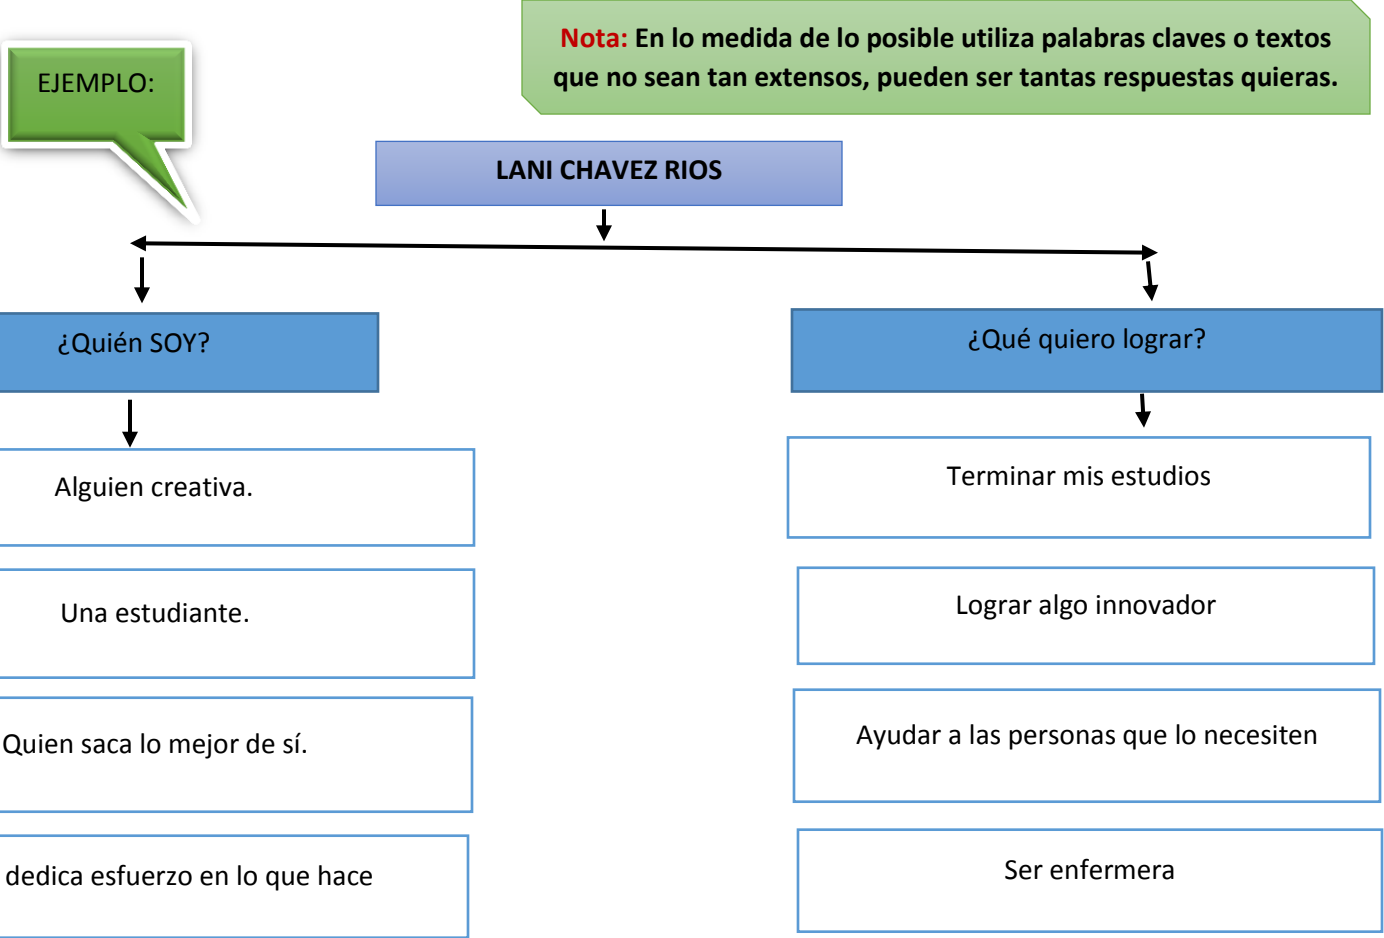 Nota: En lo medida de lo posible utiliza palabras claves o textos
que no sean tan extensos, pueden ser tantas respuestas quieras.
EJEMPLO:
LANI CHAVEZ RIOS
¿Quién SOY?
¿Qué quiero lograr?
Alguien creativa.
Una estudiante.
Quien saca lo mejor de sí.
dedica esfuerzo en lo que hace
Terminar mis estudios
Lograr algo innovador
Ayudar a las personas que lo necesiten
Ser enfermera